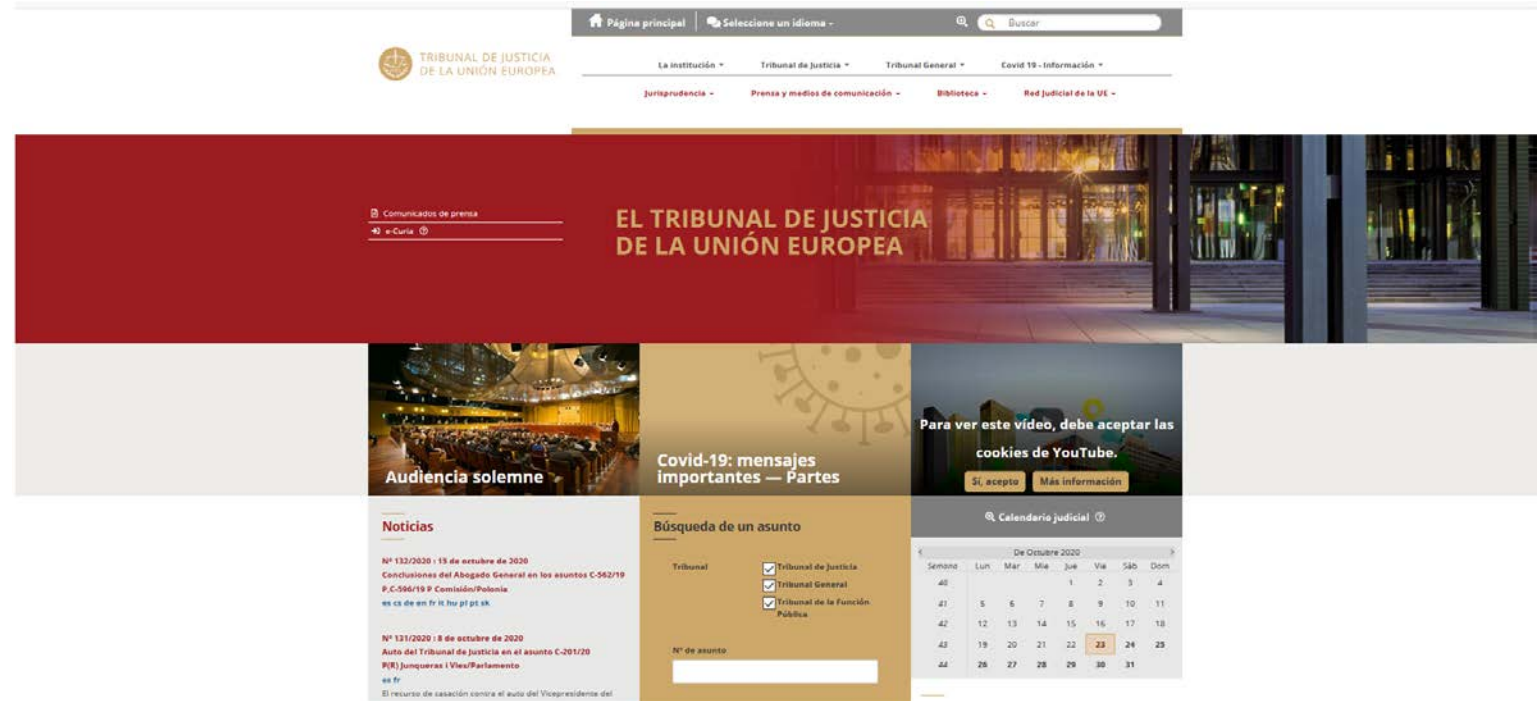 Página principal
Seleccione un idioma -
Buscar
TRIBUNAL DE JUSTICIA
DE LA UNIÓN EUROPEA
La institución
Tribunal de Justicia
Tribunal General
Covid 19 - Información
Jurisprudencia
Prensa y medios de comunicación
Biblioteca
Red Judicial de la UE
Comunicados de prensa
e-Curia
EL TRIBUNAL DE JUSTICIA
DE LA UNIÓN EUROPEA
Audiencia solemne
Covid-19: mensajes
importantes — Partes
Para ver este vídeo, debe aceptar las
cookies de YouTube.
Sí, acepto
Más información
Noticias
Nº 132/2020 : 15 de octubre de 2020
Conclusiones del Abogado General en los asuntos C-562/19
P,C-596/19 P Comisión/Polonia
es cs de en fr it hu pl pt sk
Nº 131/2020 : 8 de octubre de 2020
Auto del Tribunal de Justicia en el asunto C-201/20
P(R) Junqueras i Vies/Parlamento
es fr
El recurso de casación contra el auto del Vicepresidente del
Búsqueda de un asunto
Tribunal
Tribunal de Justicia
Tribunal General
Tribunal de la Función
Pública
Nº de asunto
Calendario judicial
De Octubre 2020
Semana Lun Mar Mie Jue Vie Sáb Dom
40 1 2 3 4
41 5 6 7 8 9 10 11
42 12 13 14 15 16 17 18
43 19 20 21 22 23 24 25
44 26 27 28 29 30 31